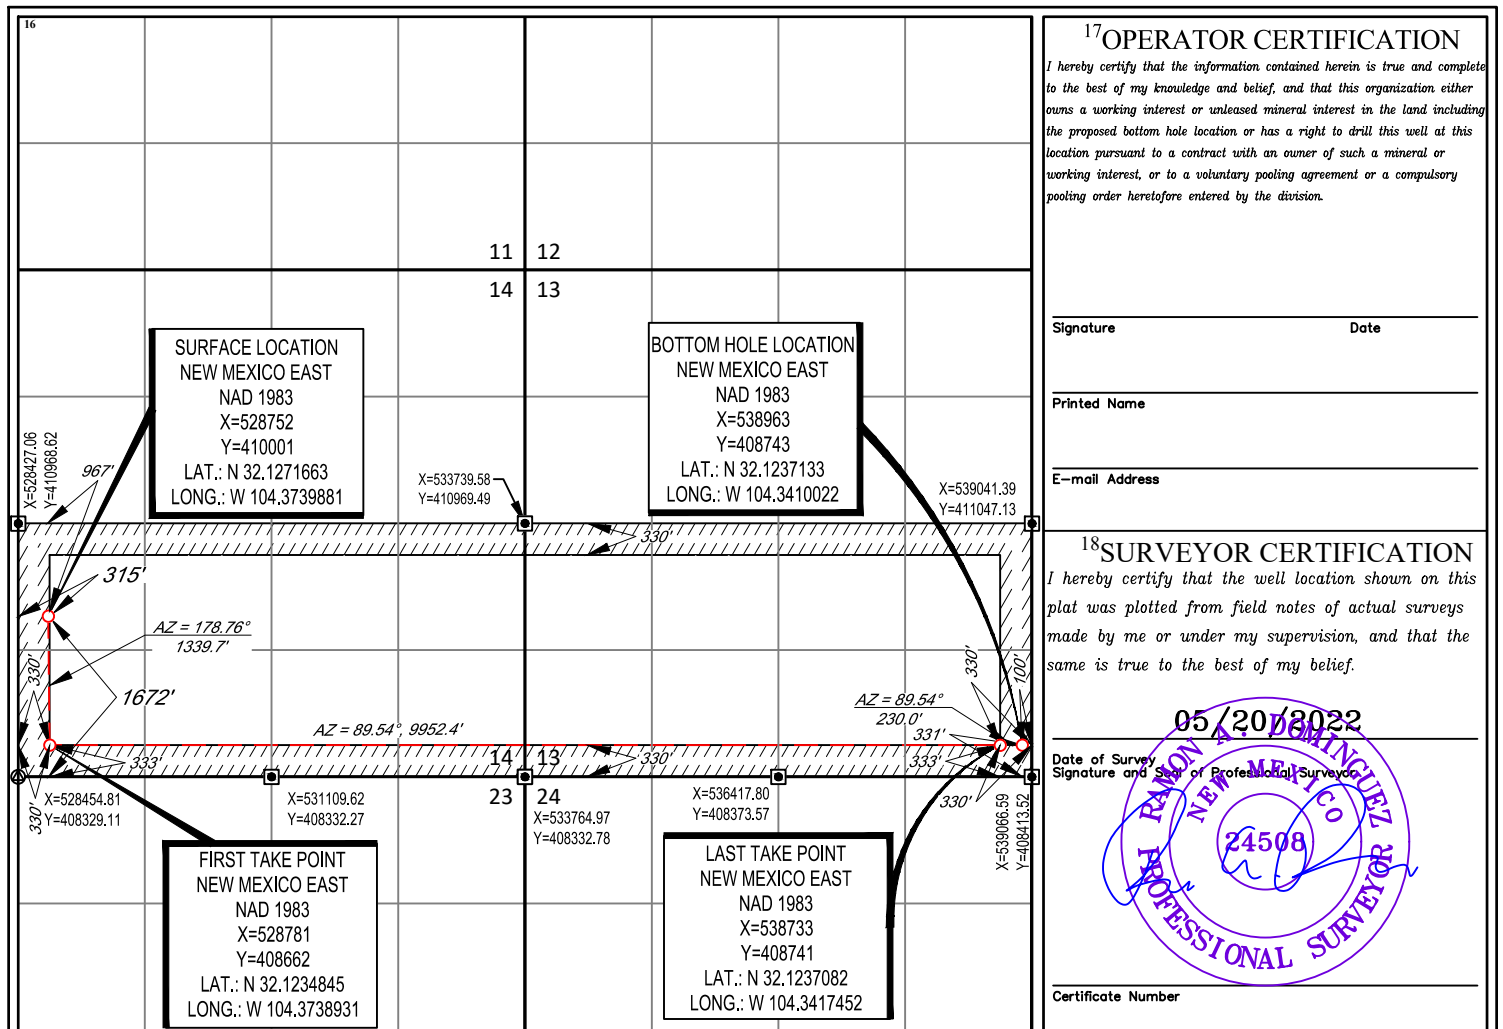 16
11 12
14 13
SURFACE LOCATION
NEW MEXICO EAST
NAD 1983
X=528752
Y=410001
LAT.: N 32.1271663
LONG.: W 104.3739881
BOTTOM HOLE LOCATION
NEW MEXICO EAST
NAD 1983
X=538963
Y=408743
LAT.: N 32.1237133
LONG.: W 104.3410022
X=528427.06
Y=410968.62
967'
X=533739.58
Y=410969.49
X=539041.39
Y=411047.13
330'
315'
AZ = 178.76°
1339.7'
330'
1672'
AZ = 89.54°, 9952.4'
330'
100'
AZ = 89.54°
230.0'
331'
333'
14 13
330'
333'
330'
23 24
330'
X=528454.81
Y=408329.11
X=531109.62
Y=408332.27
X=533764.97
Y=408332.78
X=536417.80
Y=408373.57
X=539066.59
Y=408413.52
FIRST TAKE POINT
NEW MEXICO EAST
NAD 1983
X=528781
Y=408662
LAT.: N 32.1234845
LONG.: W 104.3738931
LAST TAKE POINT
NEW MEXICO EAST
NAD 1983
X=538733
Y=408741
LAT.: N 32.1237082
LONG.: W 104.3417452
17OPERATOR CERTIFICATION
I hereby certify that the information contained herein is true and complete
to the best of my knowledge and belief, and that this organization either
owns a working interest or unleased mineral interest in the land including
the proposed bottom hole location or has a right to drill this well at this
location pursuant to a contract with an owner of such a mineral or
working interest, or to a voluntary pooling agreement or a compulsory
pooling order heretofore entered by the division.
Signature Date
Printed Name
E-mail Address
18SURVEYOR CERTIFICATION
I hereby certify that the well location shown on this
plat was plotted from field notes of actual surveys
made by me or under my supervision, and that the
same is true to the best of my belief.
05/20/2022
Date of Survey
Signature and Seal of Professional Surveyor:
RAMON A. DOMINGUEZ
NEW MEXICO
24508
PROFESSIONAL SURVEYOR
Certificate Number